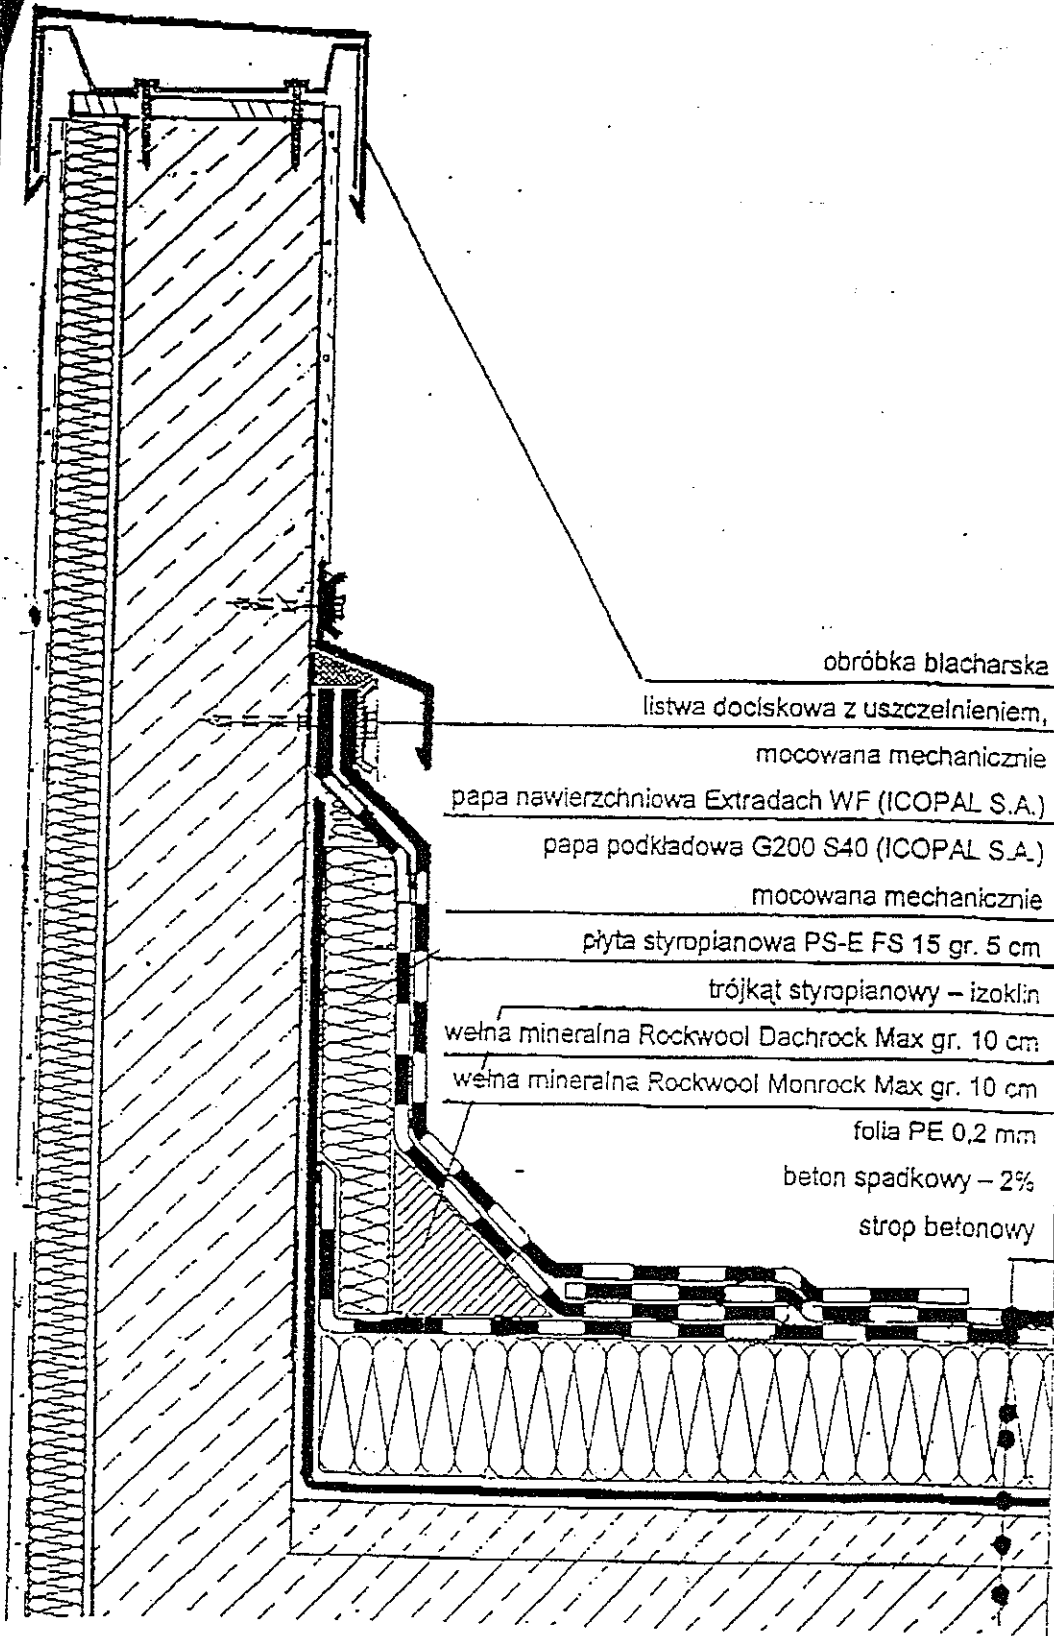 obróbka blacharska
listwa dociskowa z uszczelnieniem,
mocowana mechanicznie
papa nawierzchniowa Extradach WF (ICOPAL S.A.)
papa podkładowa G200 S40 (ICOPAL S.A.)
mocowana mechanicznie
płyta styropianowa PS-E FS 15 gr. 5 cm
trójkąt styropianowy – izoklin
wełna mineralna Rockwool Dachrock Max gr. 10 cm
wełna mineralna Rockwool Monrock Max gr. 10 cm
folia PE 0,2 mm
beton spadkowy – 2%
strop betonowy